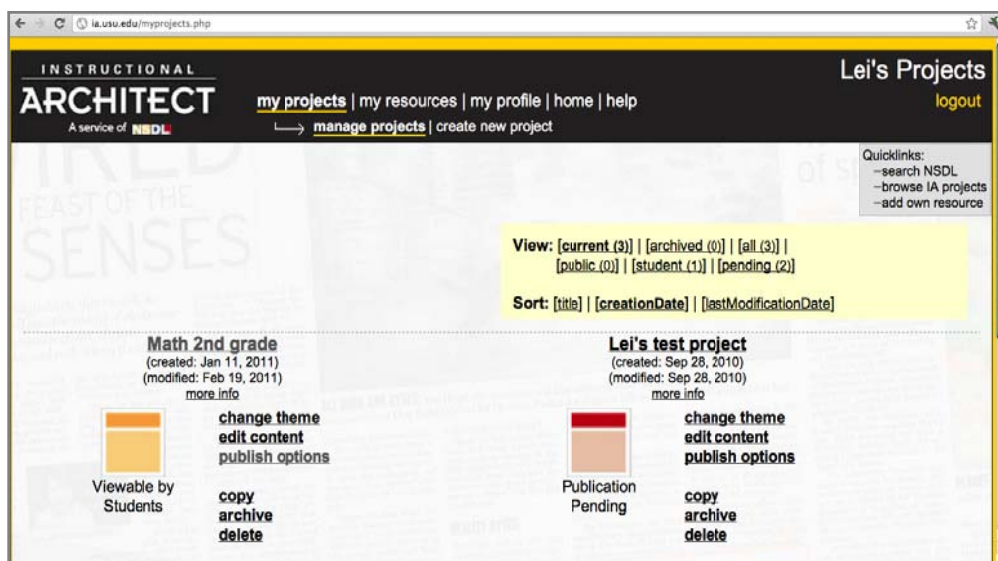 ia.usu.edu/myprojects.php
INSTRUCTIONAL
ARCHITECT
A service of NSDL
my projects | my resources | my profile | home | help
manage projects | create new project
Lei's Projects
logout
Quicklinks:
–search NSDL
–browse IA projects
–add own resource
View: [current (3)] | [archived (0)] | [all (3)] |
[public (0)] | [student (1)] | [pending (2)]
Sort: [title] | [creationDate] | [lastModificationDate]
FEAST OF THE
SENSES
Math 2nd grade
(created: Jan 11, 2011)
(modified: Feb 19, 2011)
more info
change theme
edit content
publish options
Viewable by
Students
copy
archive
delete
Lei's test project
(created: Sep 28, 2010)
(modified: Sep 28, 2010)
more info
change theme
edit content
publish options
Publication
Pending
copy
archive
delete